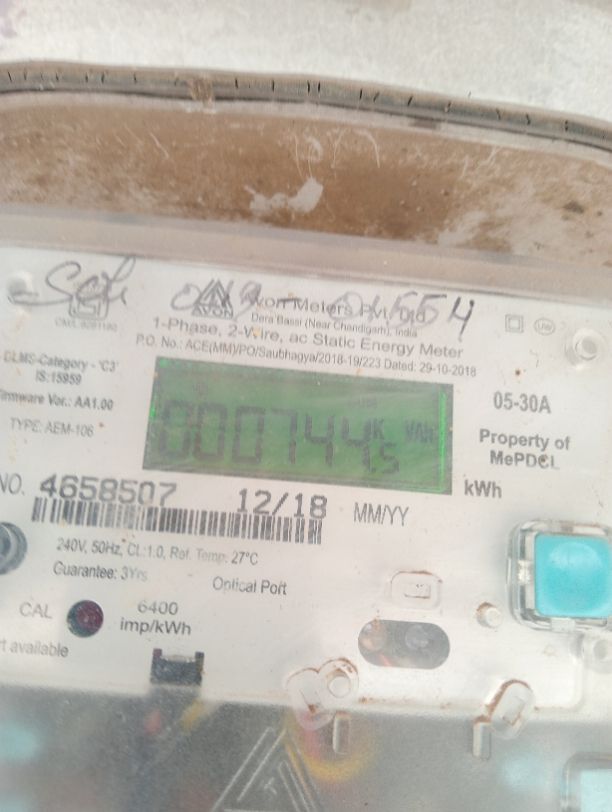 AVON Avon Meters Pvt. Ltd
Dera Bassi (Near Chandigarh), India
1-Phase, 2-Wire, ac Static Energy Meter
P.O. No.: ACE(MM)/PO/Saubhagya/2018-19/223 Dated: 29-10-2018
DLMS-Category - 'C3'
IS:15959
Firmware Ver.: AA1.00
TYPE: AEM-106
05-30A
Property of
MePDCL
kWh
NO. 4658507 12/18 MM/YY
240V, 50Hz, CL:1.0, Ref. Temp: 27°C
Guarantee: 3Yrs
Optical Port
CAL
6400
imp/kWh
available